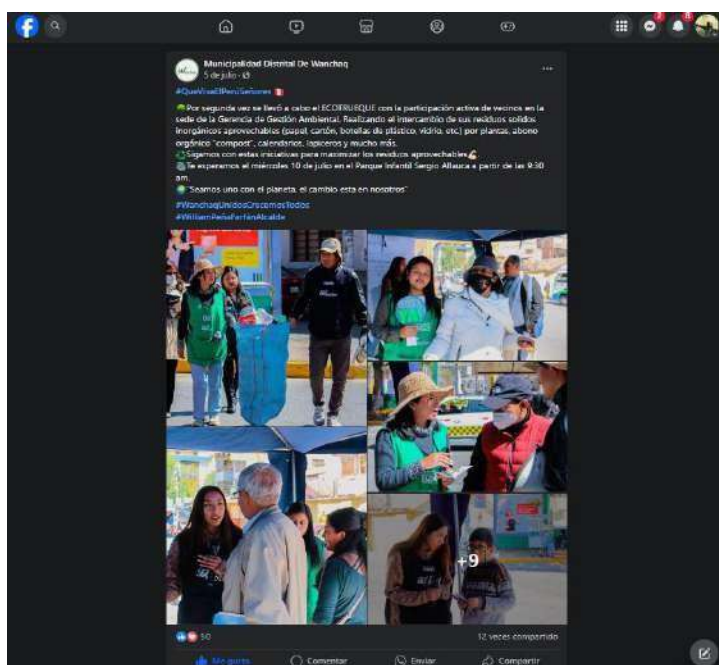 Municipalidad Distrital De Wanchaq
5 de julio
#QueVivaElPerúSeñores
Por segunda vez se llevó a cabo el ECOTRUEQUE con la participación activa de vecinos en la
sede de la Gerencia de Gestión Ambiental, Realizando el intercambio de sus residuos solidos
inorgánicos aprovechables (papel, cartón, botellas de plástico, vidrio, etc.) por plantas, abono
orgánico "compost", calendarios, lapiceros y mucho más.
Sigamos con estas iniciativas para maximizar los residuos aprovechables
Te esperamos el miércoles 10 de julio en el Parque Infantil Sergio Allauca a partir de las 9:30
am.
"Seamos uno con el planeta, el cambio esta en nosotros"
#WanchaqUnidosCrecemosTodos
#WilliamPeñaFarfánAlcalde
+9
50
12 veces compartido
Me gusta
Comentar
Enviar
Compartir